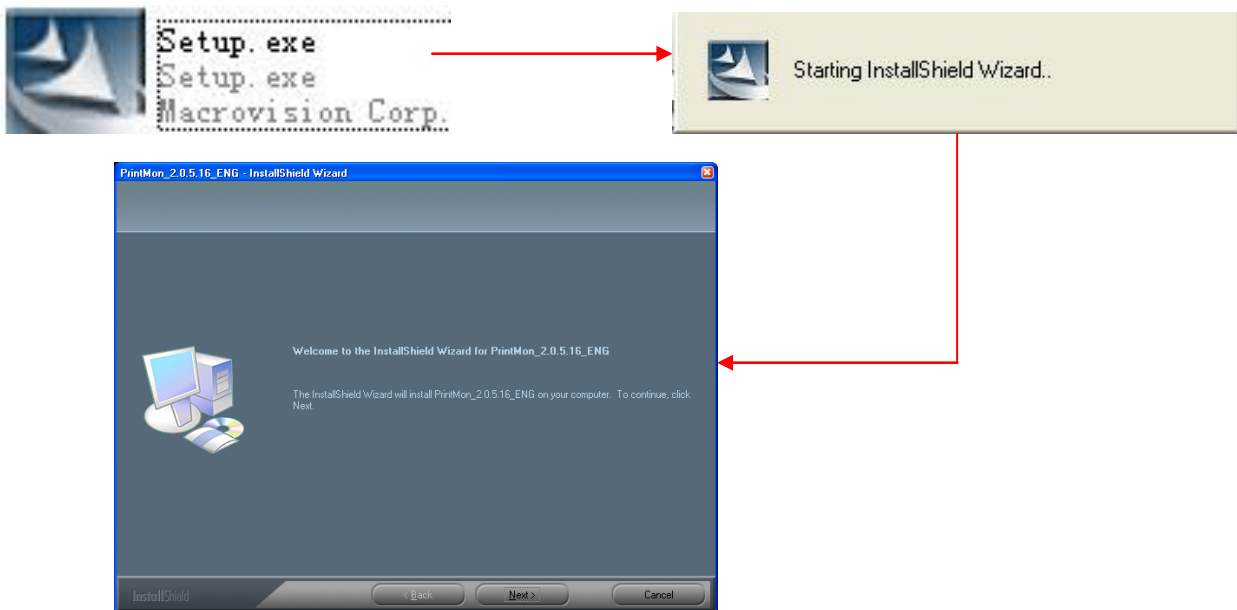 Setup. exe
Setup. exe
Macrovision Corp.
Starting InstallShield Wizard..
PrintMon_2.0.5.16_ENG - InstallShield Wizard
Welcome to the InstallShield Wizard for PrintMon_2.0.5.16_ENG
The InstallShield Wizard will install PrintMon_2.0.5.16_ENG on your computer. To continue, click
Next.
InstallShield
< Back
Next >
Cancel